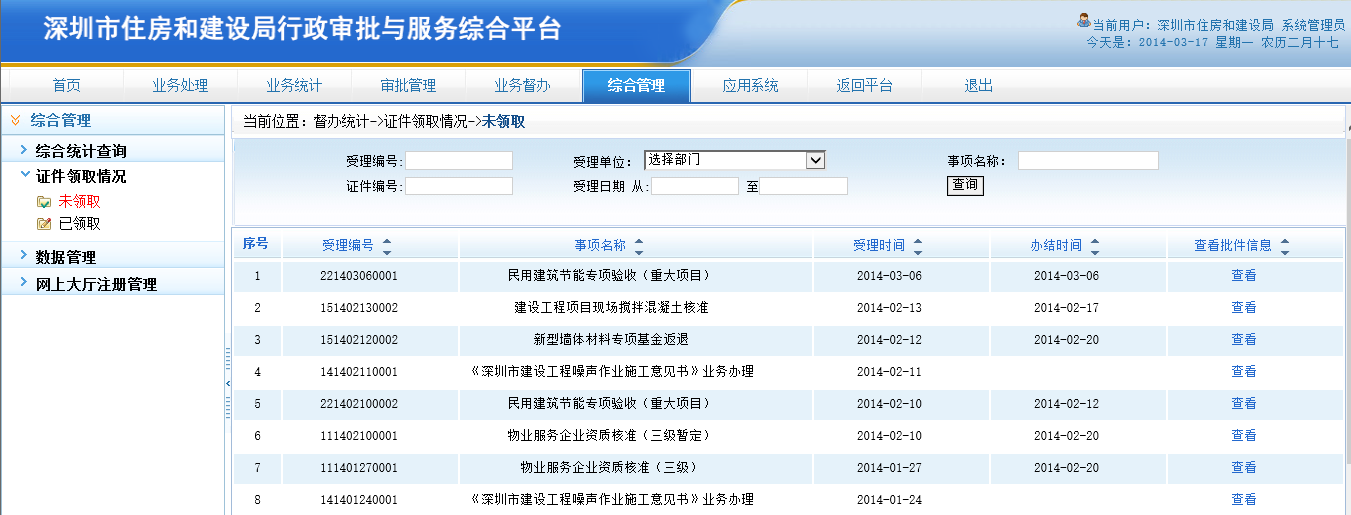 深圳市住房和建设局行政审批与服务综合平台
当前用户: 深圳市住房和建设局 系统管理员
今天是: 2014-03-17 星期一 农历二月十七
首页 业务处理 业务统计 审批管理 业务督办 综合管理 应用系统 返回平台 退出
综合管理
综合统计查询
证件领取情况
未领取
已领取
数据管理
网上大厅注册管理
当前位置：督办统计->证件领取情况->未领取
受理编号: 受理单位： 选择部门 事项名称：
证件编号: 受理日期 从: 至 查询
序号 受理编号 事项名称 受理时间 办结时间 查看批件信息
1 221403060001 民用建筑节能专项验收（重大项目） 2014-03-06 2014-03-06 查看
2 151402130002 建设工程项目现场搅拌混凝土核准 2014-02-13 2014-02-17 查看
3 151402120002 新型墙体材料专项基金返退 2014-02-12 2014-02-20 查看
4 141402110001 《深圳市建设工程噪声作业施工意见书》业务办理 2014-02-11 查看
5 221402100002 民用建筑节能专项验收（重大项目） 2014-02-10 2014-02-12 查看
6 111402100001 物业服务企业资质核准（三级暂定） 2014-02-10 2014-02-20 查看
7 111401270001 物业服务企业资质核准（三级） 2014-01-27 2014-02-20 查看
8 141401240001 《深圳市建设工程噪声作业施工意见书》业务办理 2014-01-24 查看